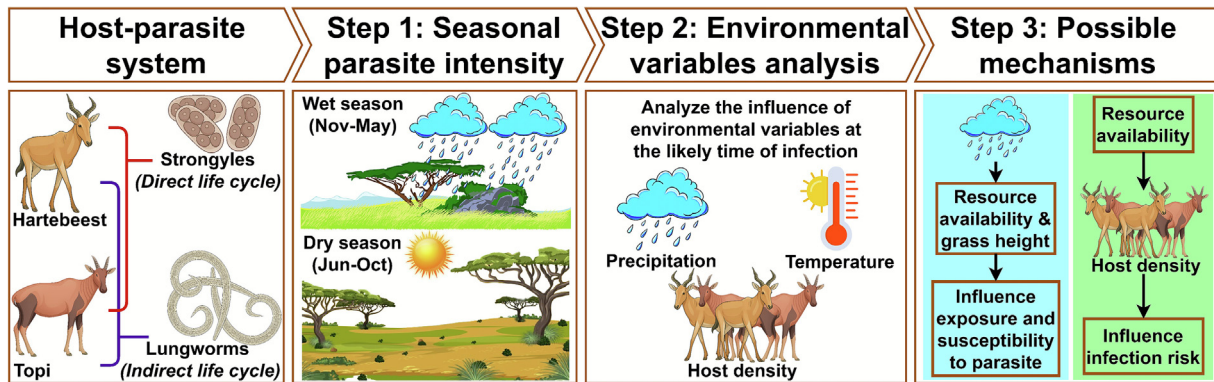 Host-parasite
system
Step 1: Seasonal
parasite intensity
Step 2: Environmental
variables analysis
Step 3: Possible
mechanisms
Hartebeest
Strongyles
(Direct life cycle)
Topi
Lungworms
(Indirect life cycle)
Wet season
(Nov-May)
Dry season
(Jun-Oct)
Analyze the influence of
environmental variables at
the likely time of infection
Precipitation
Temperature
Host density
Resource
availability &
grass height
Influence
exposure and
susceptibility
to parasite
Resource
availability
Host density
Influence
infection risk